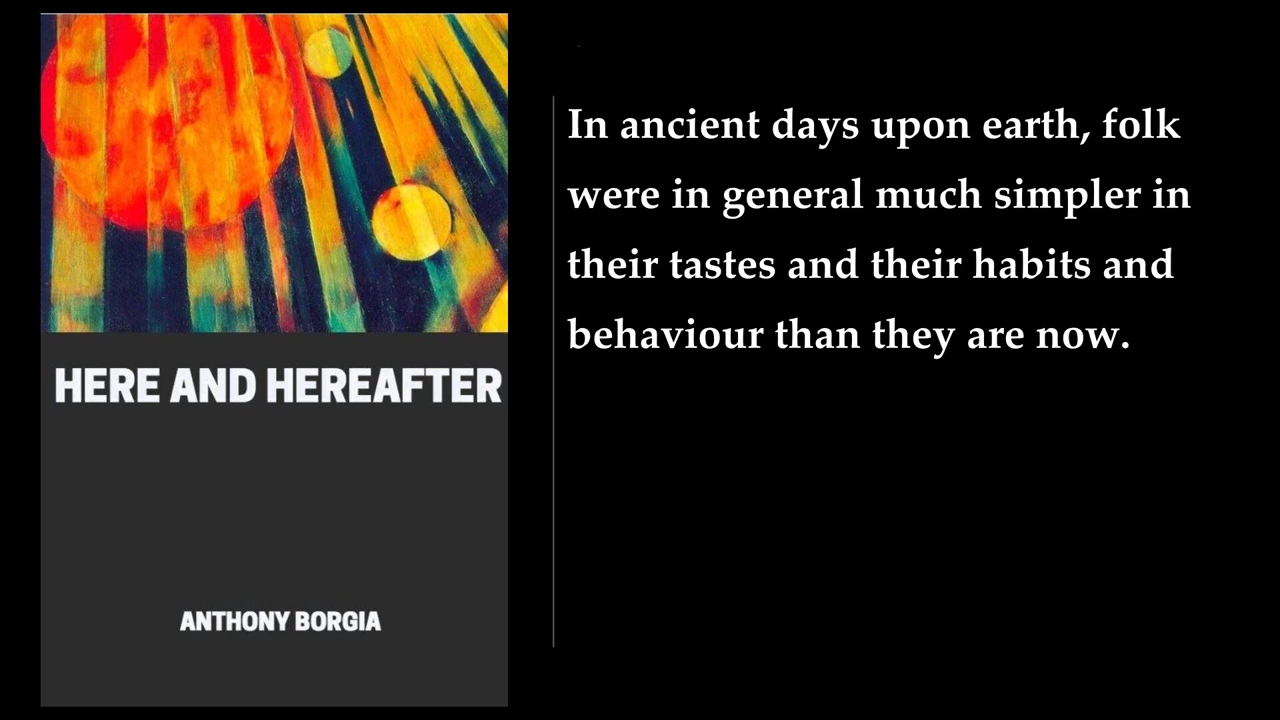 HERE AND HEREAFTER
ANTHONY BORGIA
In ancient days upon earth, folk
were in general much simpler in
their tastes and their habits and
behaviour than they are now.